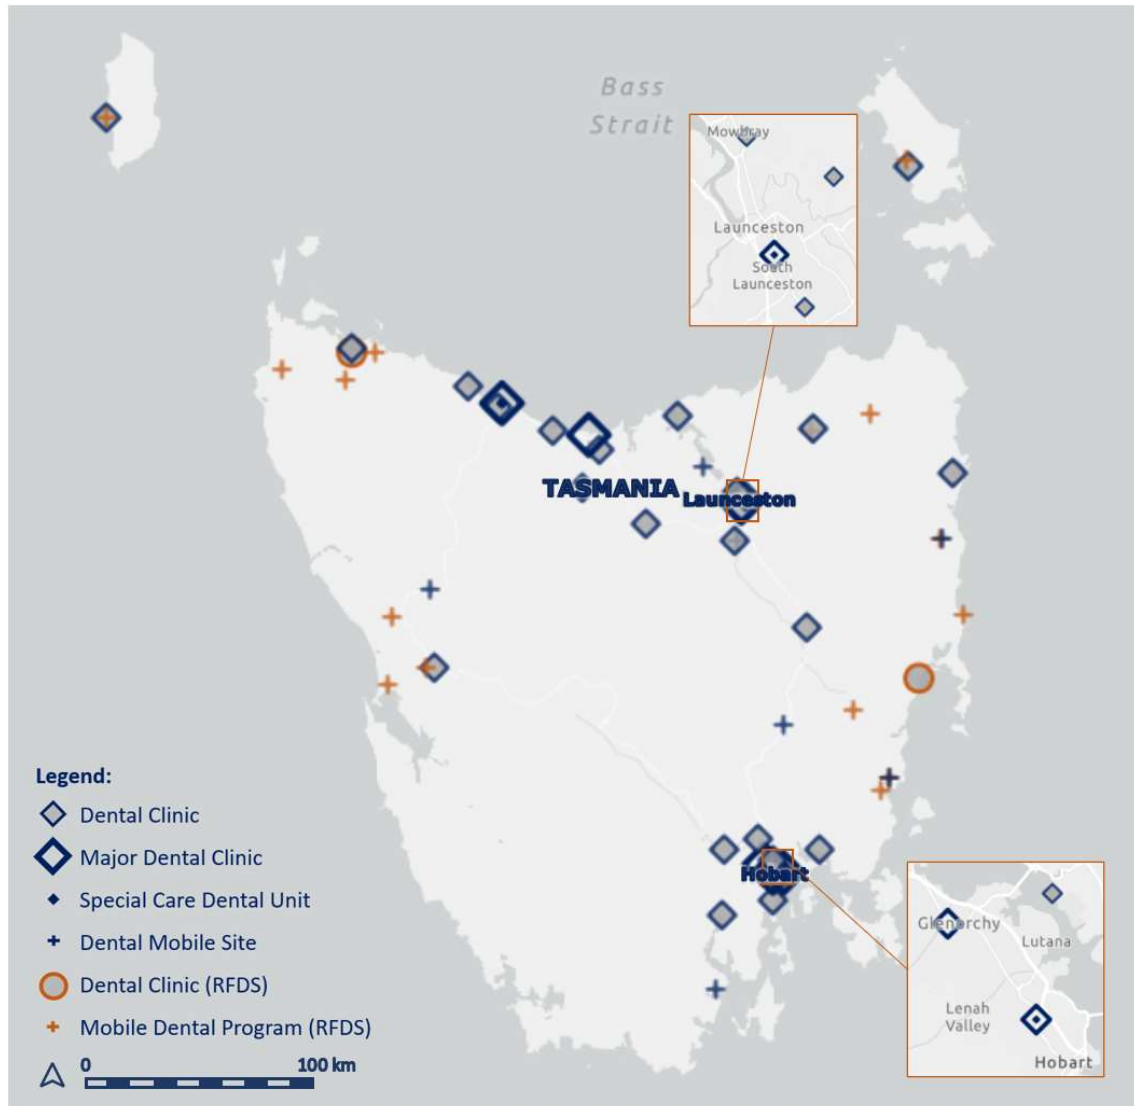 Bass
Strait
Mowbray
Launceston
South
Launceston
TASMANIA
Launceston
Legend:
Dental Clinic
Major Dental Clinic
Special Care Dental Unit
Dental Mobile Site
Dental Clinic (RFDS)
Mobile Dental Program (RFDS)
0 100 km
Hobart
Glenorchy
Lutana
Lenah
Valley
Hobart